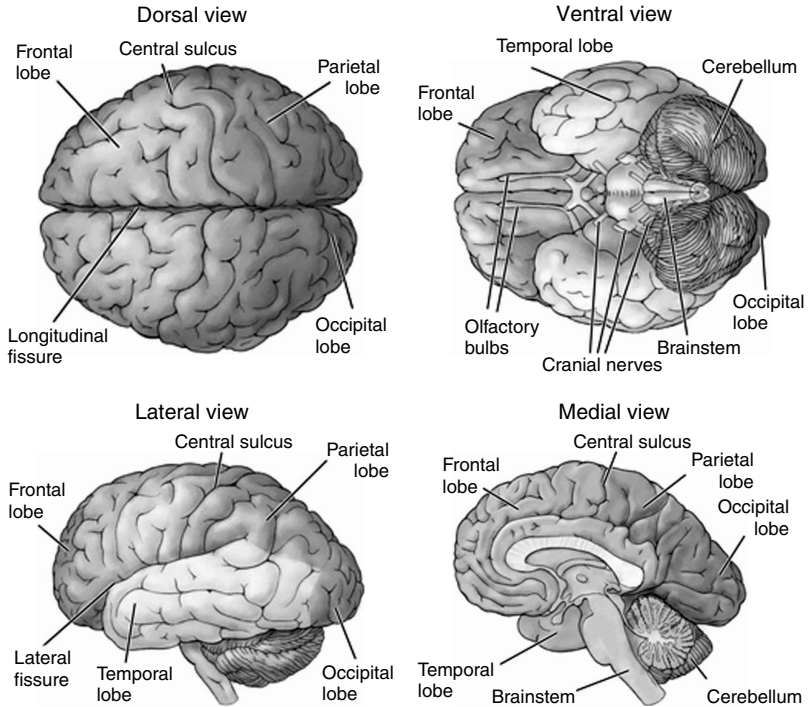 Dorsal view
Frontal
lobe
Central sulcus
Parietal
lobe
Longitudinal
fissure
Occipital
lobe
Ventral view
Temporal lobe
Cerebellum
Frontal
lobe
Olfactory
bulbs
Cranial nerves
Brainstem
Occipital
lobe
Lateral view
Central sulcus
Parietal
lobe
Frontal
lobe
Lateral
fissure
Temporal
lobe
Occipital
lobe
Medial view
Central sulcus
Frontal
lobe
Parietal
lobe
Occipital
lobe
Temporal
lobe
Brainstem
Cerebellum